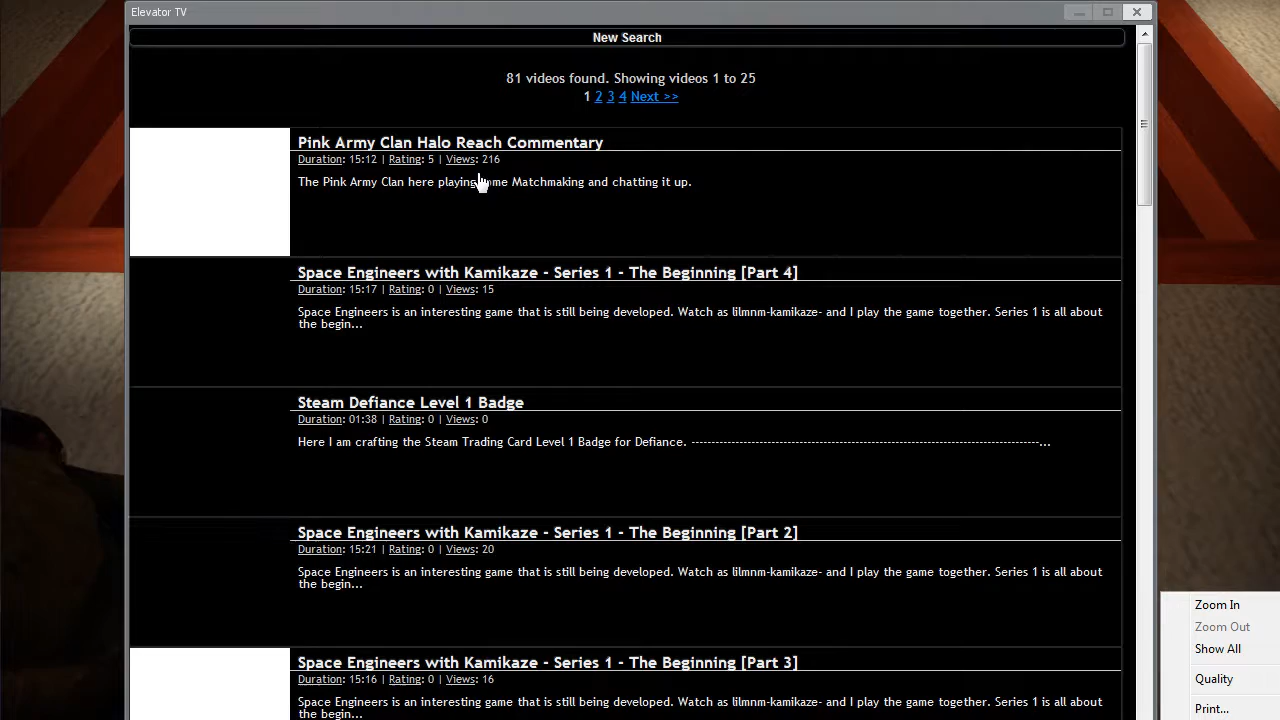 Elevator TV
New Search
81 videos found. Showing videos 1 to 25
1 2 3 4 Next >>
Pink Army Clan Halo Reach Commentary
Duration: 15:12 | Rating: 5 | Views: 216
The Pink Army Clan here playing me Matchmaking and chatting it up.
Space Engineers with Kamikaze - Series 1 - The Beginning [Part 4]
Duration: 15:17 | Rating: 0 | Views: 15
Space Engineers is an interesting game that is still being developed. Watch as lilmnm-kamikaze- and I play the game together. Series 1 is all about
the begin...
Steam Defiance Level 1 Badge
Duration: 01:38 | Rating: 0 | Views: 0
Here I am crafting the Steam Trading Card Level 1 Badge for Defiance. --------------------------------------------------------------------------------------...
Space Engineers with Kamikaze - Series 1 - The Beginning [Part 2]
Duration: 15:21 | Rating: 0 | Views: 20
Space Engineers is an interesting game that is still being developed. Watch as lilmnm-kamikaze- and I play the game together. Series 1 is all about
the begin...
Space Engineers with Kamikaze - Series 1 - The Beginning [Part 3]
Duration: 15:16 | Rating: 0 | Views: 16
Space Engineers is an interesting game that is still being developed. Watch as lilmnm-kamikaze- and I play the game together. Series 1 is all about
the begin...
Zoom In
Zoom Out
Show All
Quality
Print...